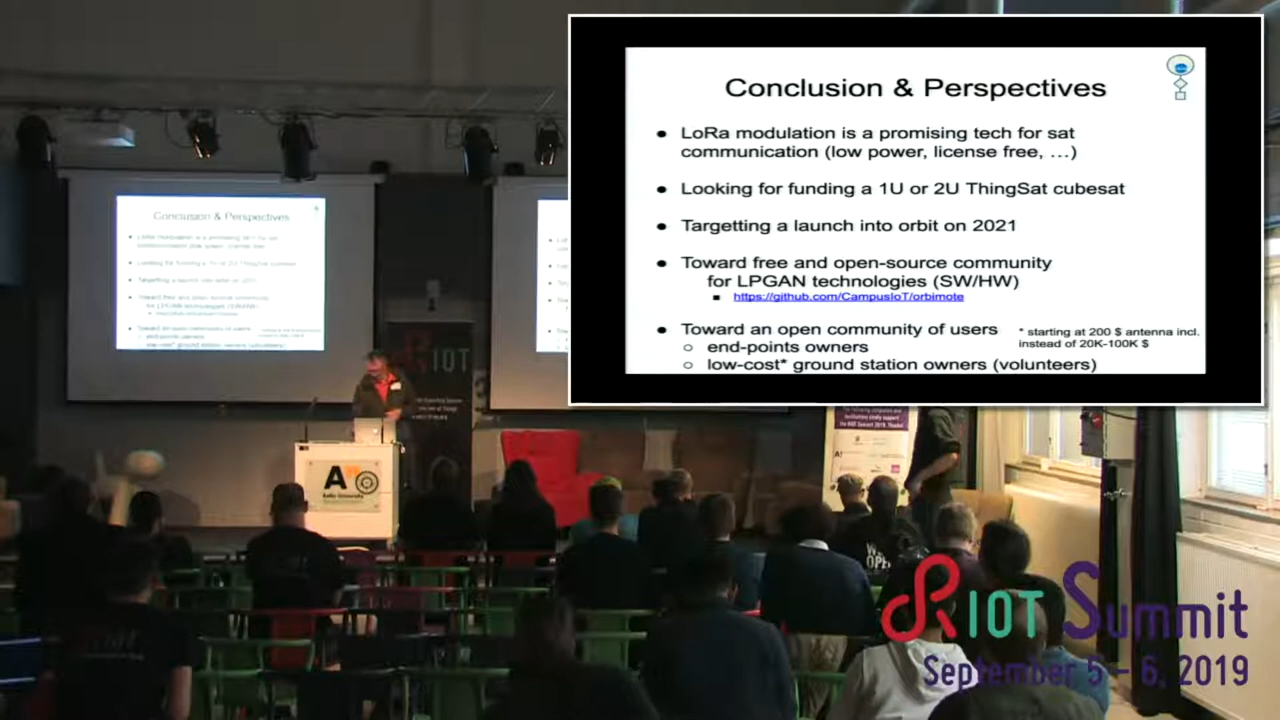 Conclusion & Perspectives
● LoRa modulation is a promising tech for sat
communication (low power, license free, …)
● Looking for funding a 1U or 2U ThingSat cubesat
● Targetting a launch into orbit on 2021
● Toward free and open-source community
for LPGAN technologies (SW/HW)
■ https://github.com/CampusIoT/orbimote
● Toward an open community of users
○ end-points owners
○ low-cost* ground station owners (volunteers)
* starting at 200 $ antenna incl.
instead of 20K-100K $
Conclusion & Perspectives
RIOT
Aalto University
RIOT Summit
September 5 - 6, 2019